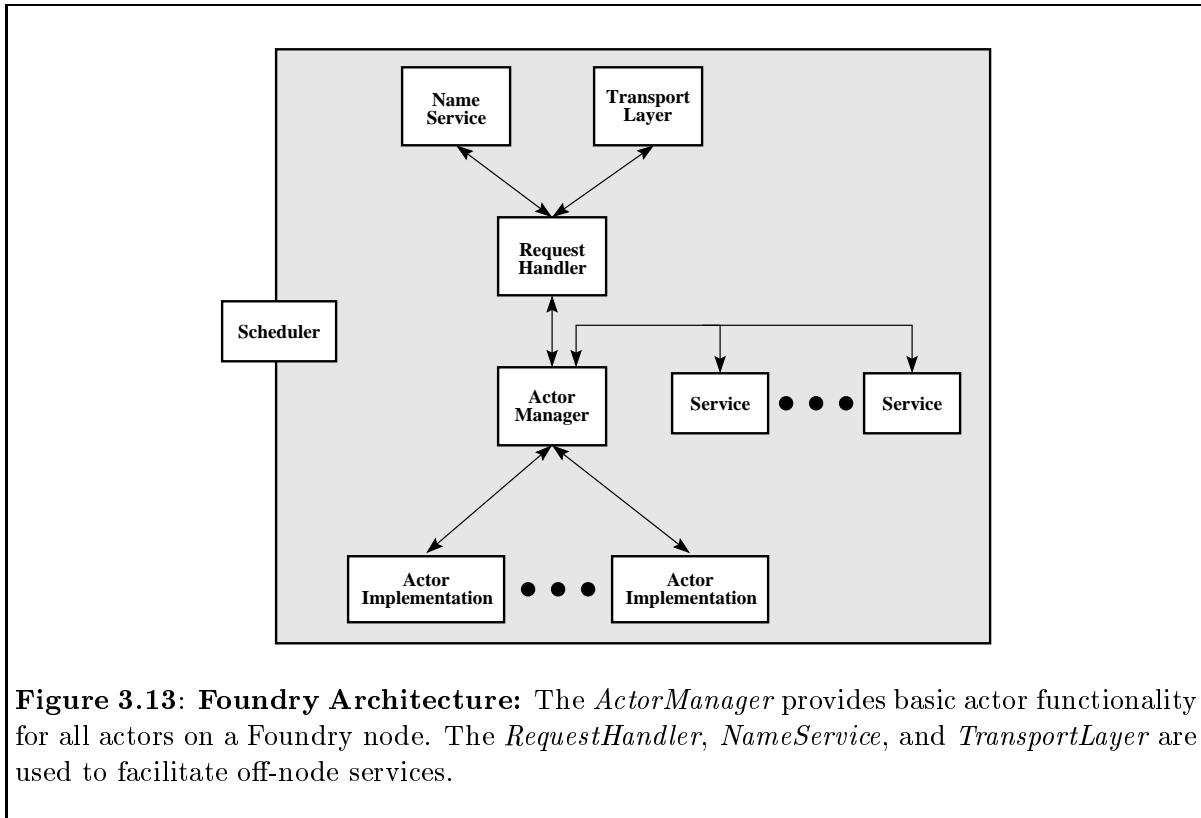 Name
Service
Transport
Layer
Request
Handler
Scheduler
Actor
Manager
Service
Service
Actor
Implementation
Actor
Implementation
Figure 3.13: Foundry Architecture: The ActorManager provides basic actor functionality
for all actors on a Foundry node. The RequestHandler, NameService, and TransportLayer are
used to facilitate off-node services.